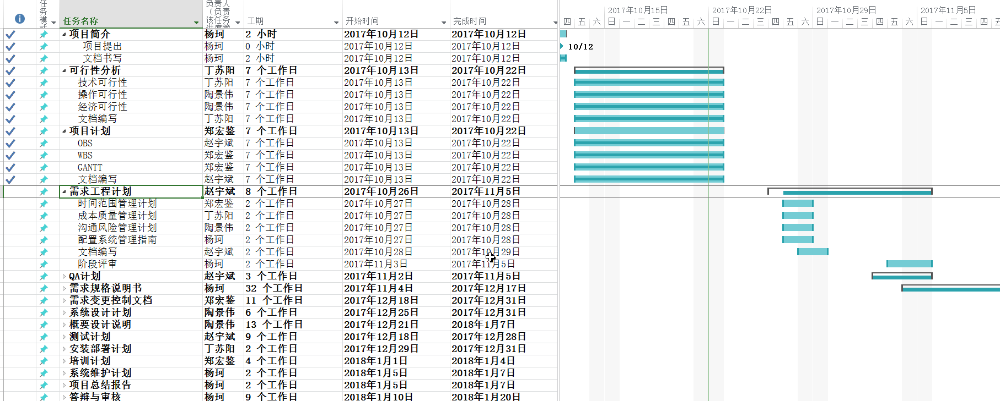 任务模式 任务名称 负责人（负责该任务进度管 工期 开始时间 完成时间
2017年10月15日 2017年10月22日 2017年10月29日 2017年11月5日
四 五 六 日 一 二 三 四 五 六 日 一 二 三 四 五 六 日 一 二 三 四 五 六 日 一 二 三 四 五
项目简介 杨珂 2 小时 2017年10月12日 2017年10月12日
项目提出 杨珂 0 小时 2017年10月12日 2017年10月12日 10/12
文档书写 杨珂 2 小时 2017年10月12日 2017年10月12日
可行性分析 丁苏阳 7 个工作日 2017年10月13日 2017年10月22日
技术可行性 丁苏阳 7 个工作日 2017年10月13日 2017年10月22日
操作可行性 陶景伟 7 个工作日 2017年10月13日 2017年10月22日
经济可行性 陶景伟 7 个工作日 2017年10月13日 2017年10月22日
文档编写 丁苏阳 7 个工作日 2017年10月13日 2017年10月22日
项目计划 郑宏鉴 7 个工作日 2017年10月13日 2017年10月22日
OBS 赵宇斌 7 个工作日 2017年10月13日 2017年10月22日
WBS 郑宏鉴 7 个工作日 2017年10月13日 2017年10月22日
GANTT 郑宏鉴 7 个工作日 2017年10月13日 2017年10月22日
文档编写 赵宇斌 7 个工作日 2017年10月13日 2017年10月22日
需求工程计划 赵宇斌 8 个工作日 2017年10月26日 2017年11月5日
时间范围管理计划 郑宏鉴 2 个工作日 2017年10月27日 2017年10月28日
成本质量管理计划 丁苏阳 2 个工作日 2017年10月27日 2017年10月28日
沟通风险管理计划 陶景伟 2 个工作日 2017年10月27日 2017年10月28日
配置系统管理指南 杨珂 2 个工作日 2017年10月27日 2017年10月28日
文档编写 赵宇斌 2 个工作日 2017年10月28日 2017年10月29日
阶段评审 杨珂 2 个工作日 2017年11月3日 2017年11月5日
QA计划 赵宇斌 3 个工作日 2017年11月2日 2017年11月5日
需求规格说明书 杨珂 32 个工作日 2017年11月4日 2017年12月17日
需求变更控制文档 郑宏鉴 11 个工作日 2017年12月18日 2017年12月31日
系统设计计划 陶景伟 6 个工作日 2017年12月25日 2017年12月31日
概要设计说明 陶景伟 13 个工作日 2017年12月21日 2018年1月7日
测试计划 赵宇斌 9 个工作日 2017年12月18日 2017年12月28日
安装部署计划 丁苏阳 2 个工作日 2017年12月29日 2017年12月31日
培训计划 郑宏鉴 4 个工作日 2018年1月1日 2018年1月4日
系统维护计划 杨珂 2 个工作日 2018年1月5日 2018年1月7日
项目总结报告 杨珂 2 个工作日 2018年1月5日 2018年1月7日
答辩与审核 杨珂 9 个工作日 2018年1月10日 2018年1月20日